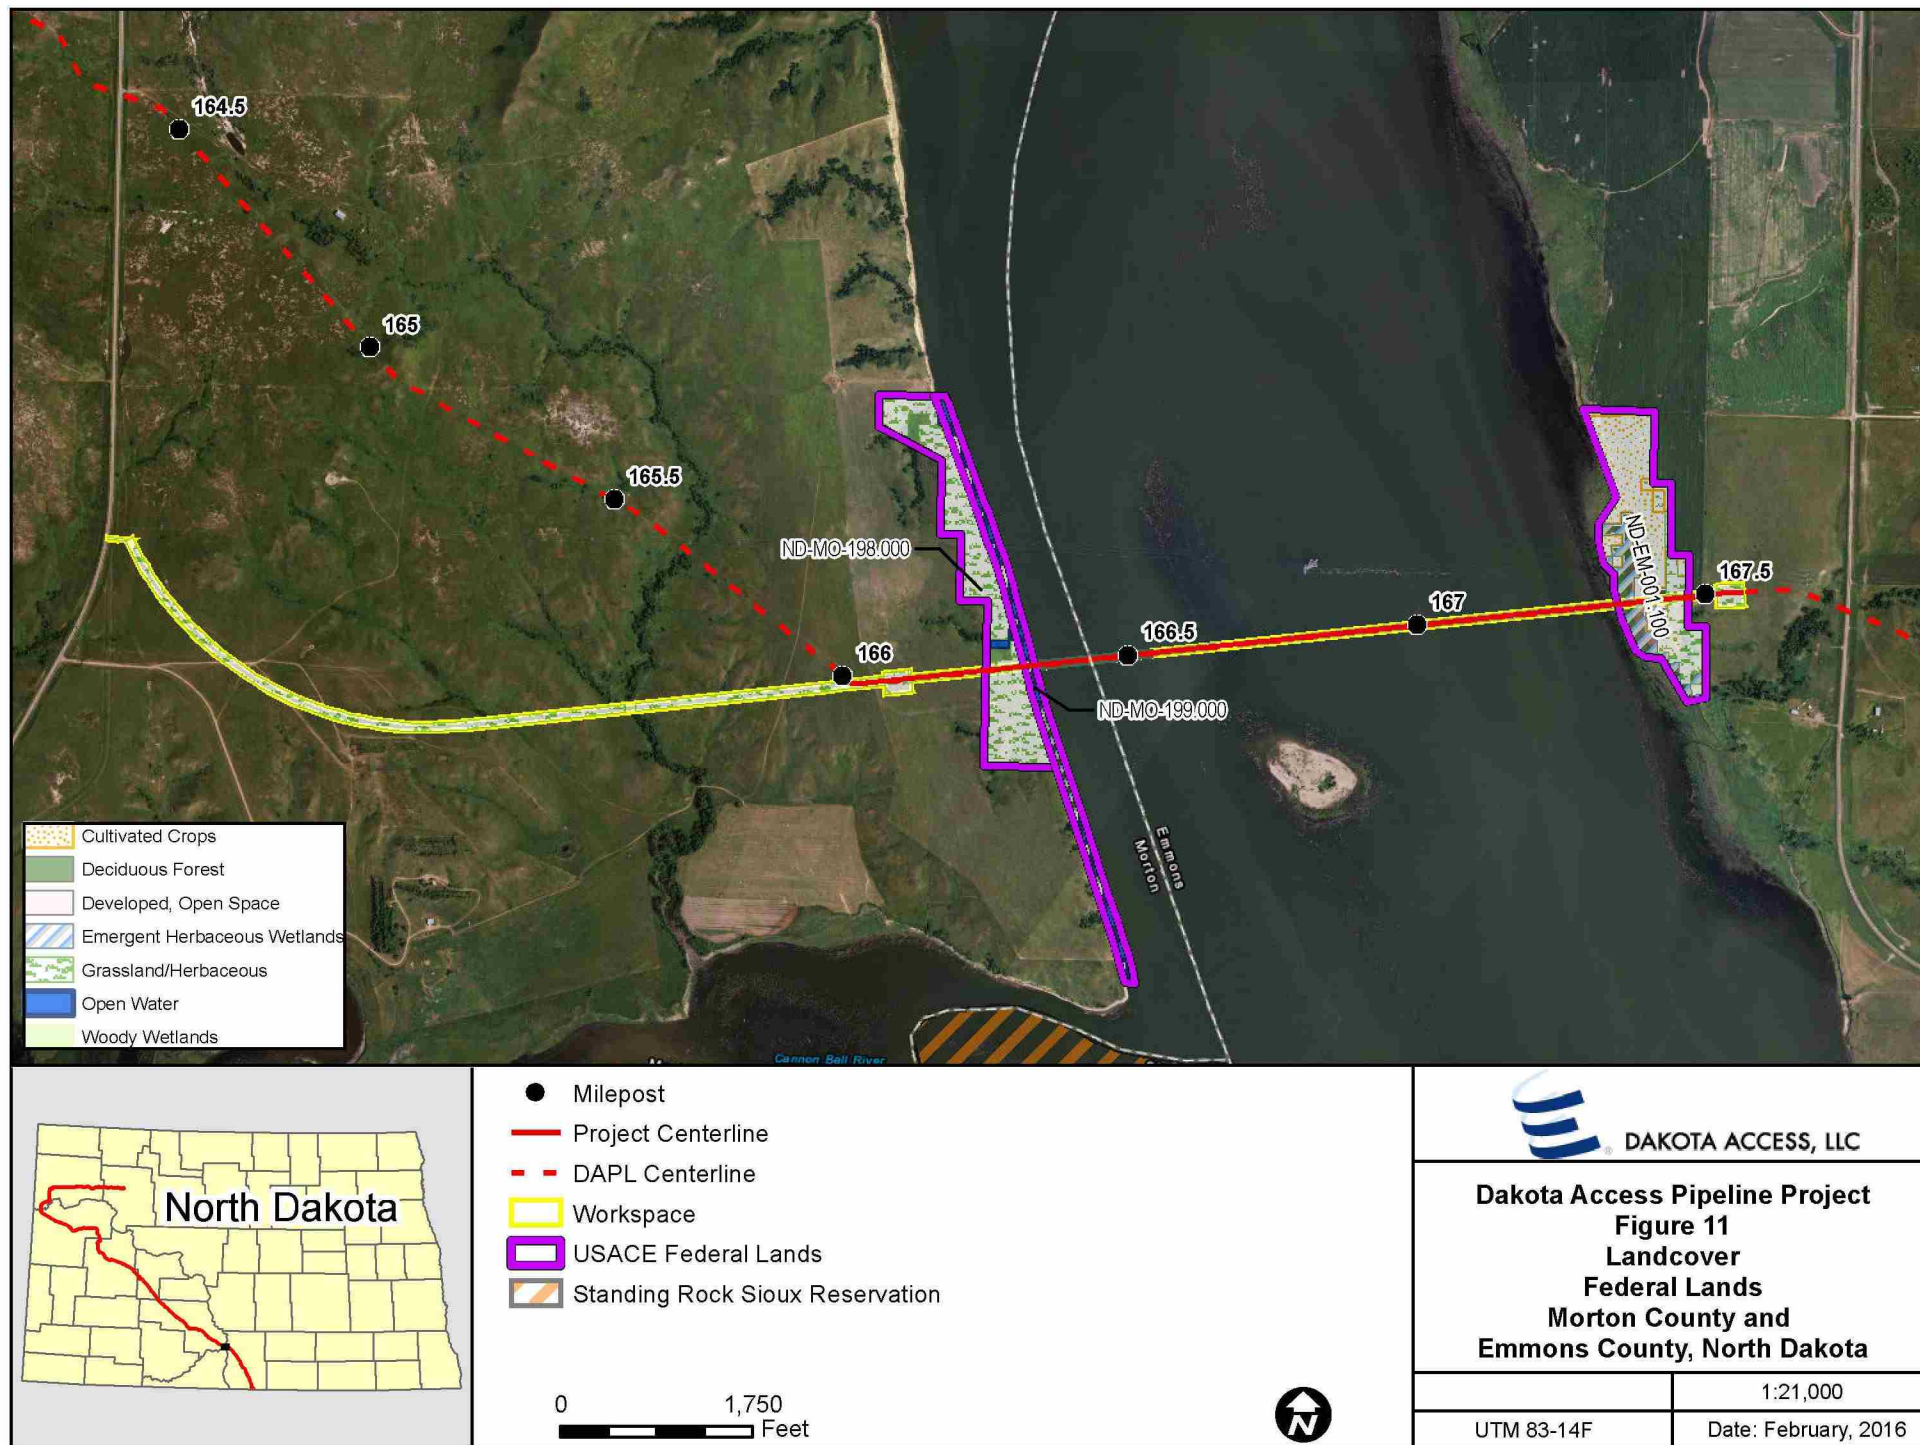 164.5
165
165.5
ND-MO-198.000
166
166.5
167
167.5
ND-EM-001.100
ND-MO-199.000
Emmons
Morton
Cannon Ball River
Cultivated Crops
Deciduous Forest
Developed, Open Space
Emergent Herbaceous Wetlands
Grassland/Herbaceous
Open Water
Woody Wetlands
North Dakota
Milepost
Project Centerline
DAPL Centerline
Workspace
USACE Federal Lands
Standing Rock Sioux Reservation
0 1,750
Feet
N
DAKOTA ACCESS, LLC
Dakota Access Pipeline Project
Figure 11
Landcover
Federal Lands
Morton County and
Emmons County, North Dakota
1:21,000
UTM 83-14F
Date: February, 2016